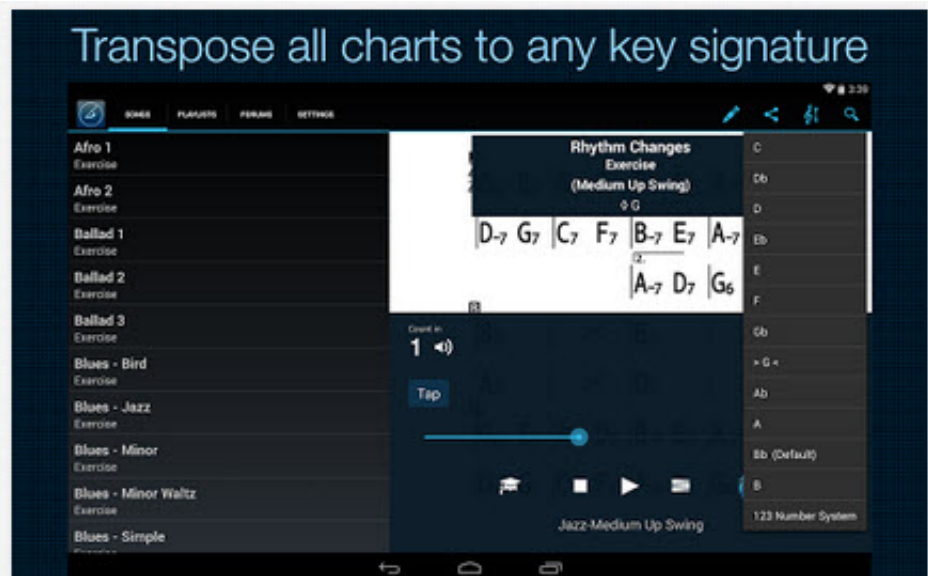 Transpose all charts to any key signature
3:39
SONGS PLAYLISTS FORUMS SETTINGS
Afro 1
Exercise
Afro 2
Exercise
Ballad 1
Exercise
Ballad 2
Exercise
Ballad 3
Exercise
Blues - Bird
Exercise
Blues - Jazz
Exercise
Blues - Minor
Exercise
Blues - Minor Waltz
Exercise
Blues - Simple
Rhythm Changes
Exercise
(Medium Up Swing)
◊ G
D-7 G7 C7 F7 B-7 E7 A-7
2.
A-7 D7 G6
Count in
1
Tap
Jazz-Medium Up Swing
C
Db
D
Eb
E
F
Gb
> G <
Ab
A
Bb (Default)
B
123 Number System